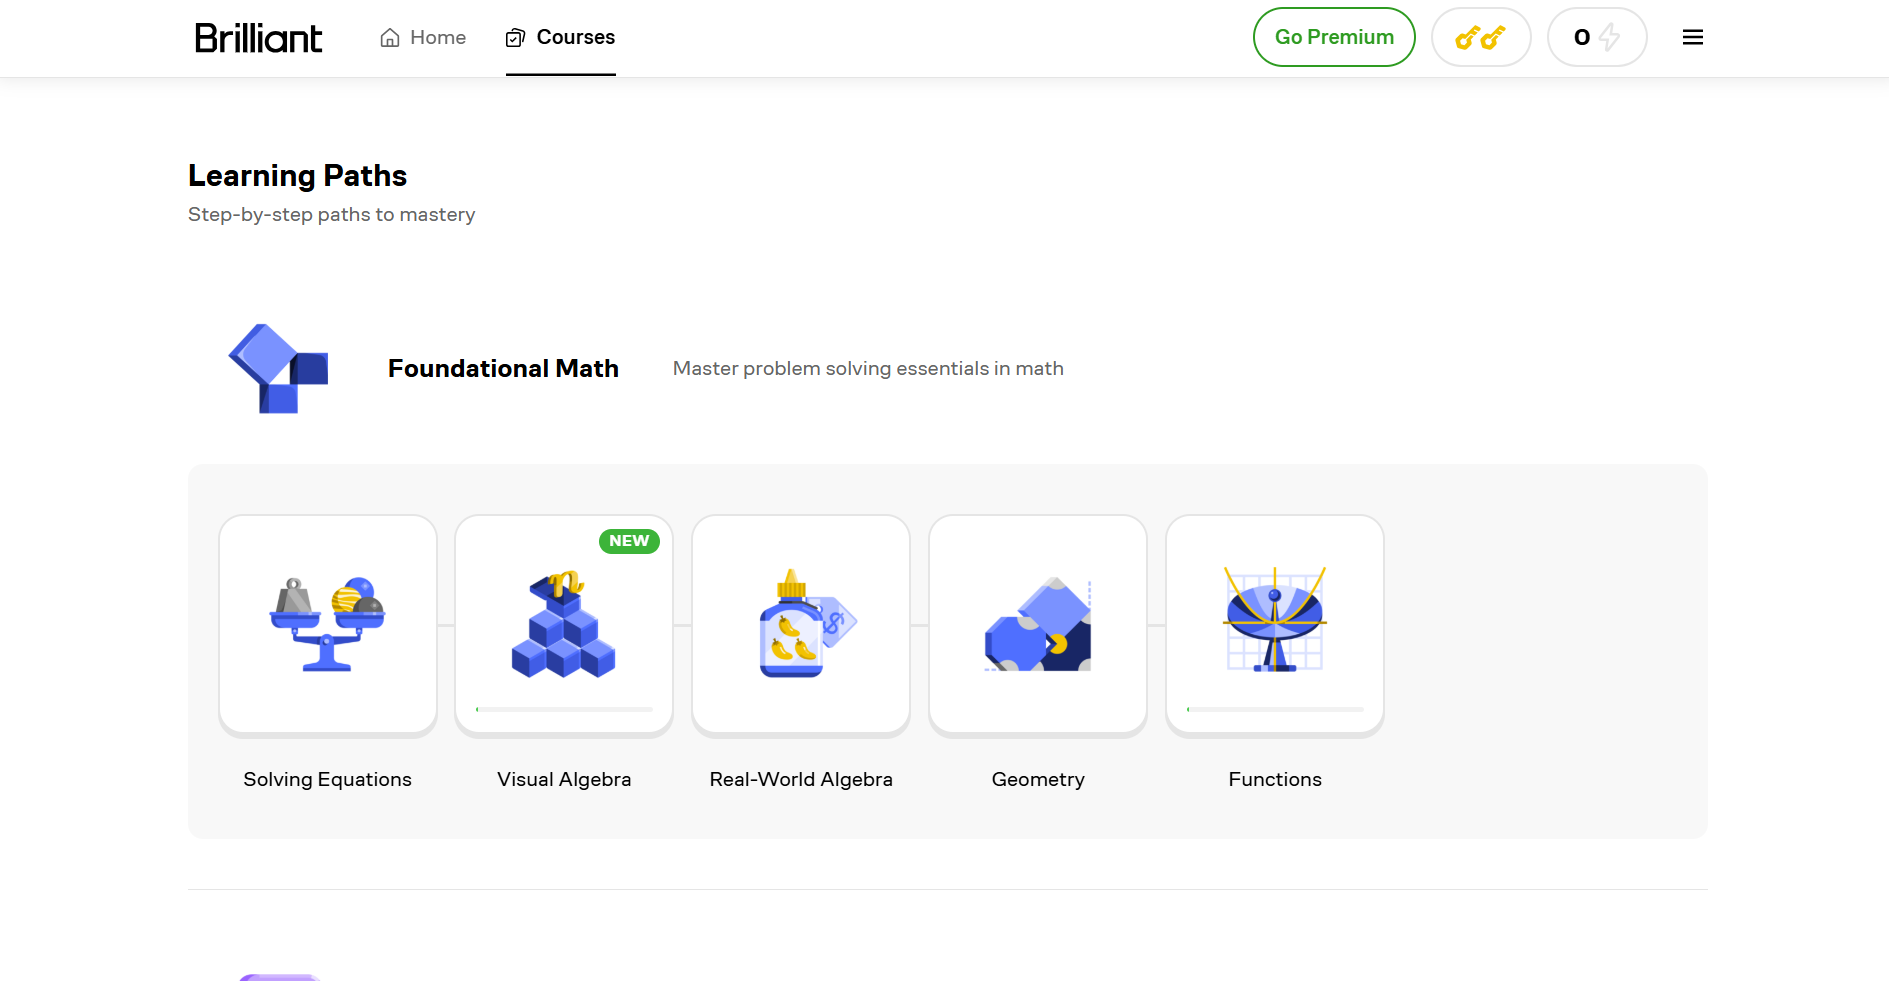 Brilliant
Home
Courses
Go Premium
0
Learning Paths
Step-by-step paths to mastery
Foundational Math
Master problem solving essentials in math
NEW
n
$
Solving Equations
Visual Algebra
Real-World Algebra
Geometry
Functions